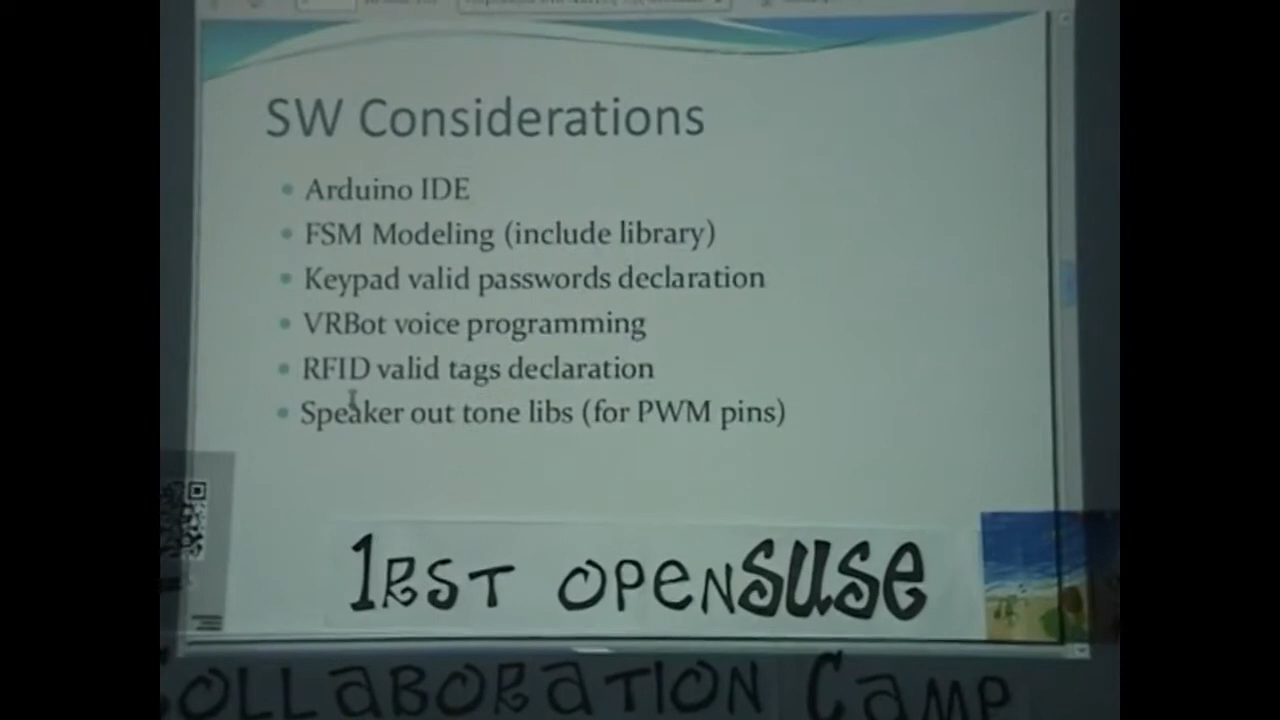 SW Considerations
Arduino IDE
FSM Modeling (include library)
Keypad valid passwords declaration
VRBot voice programming
RFID valid tags declaration
Speaker out tone libs (for PWM pins)
1RST OPENSUSE
COLLABORATION CAMP